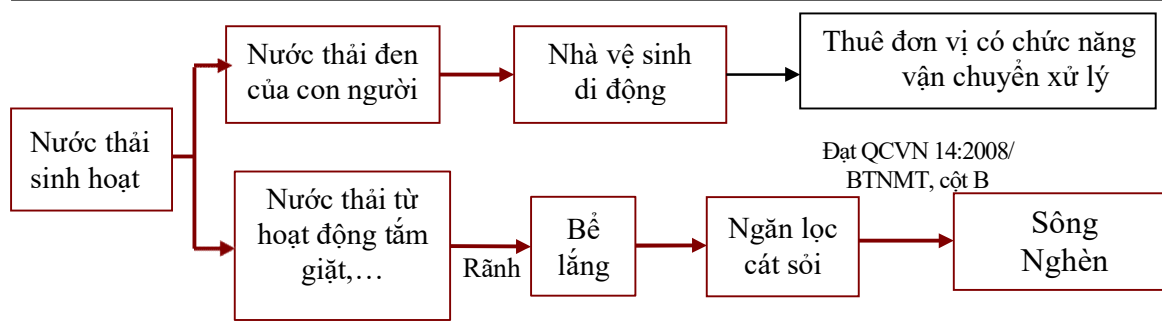 Nước thải
sinh hoạt
Nước thải đen
của con người
Nhà vệ sinh
di động
Thuê đơn vị có chức năng
vận chuyển xử lý
Nước thải từ
hoạt động tắm
giặt,…
Rãnh
Bể
lắng
Ngăn lọc
cát sỏi
Đạt QCVN 14:2008/
BTNMT, cột B
Sông
Nghèn